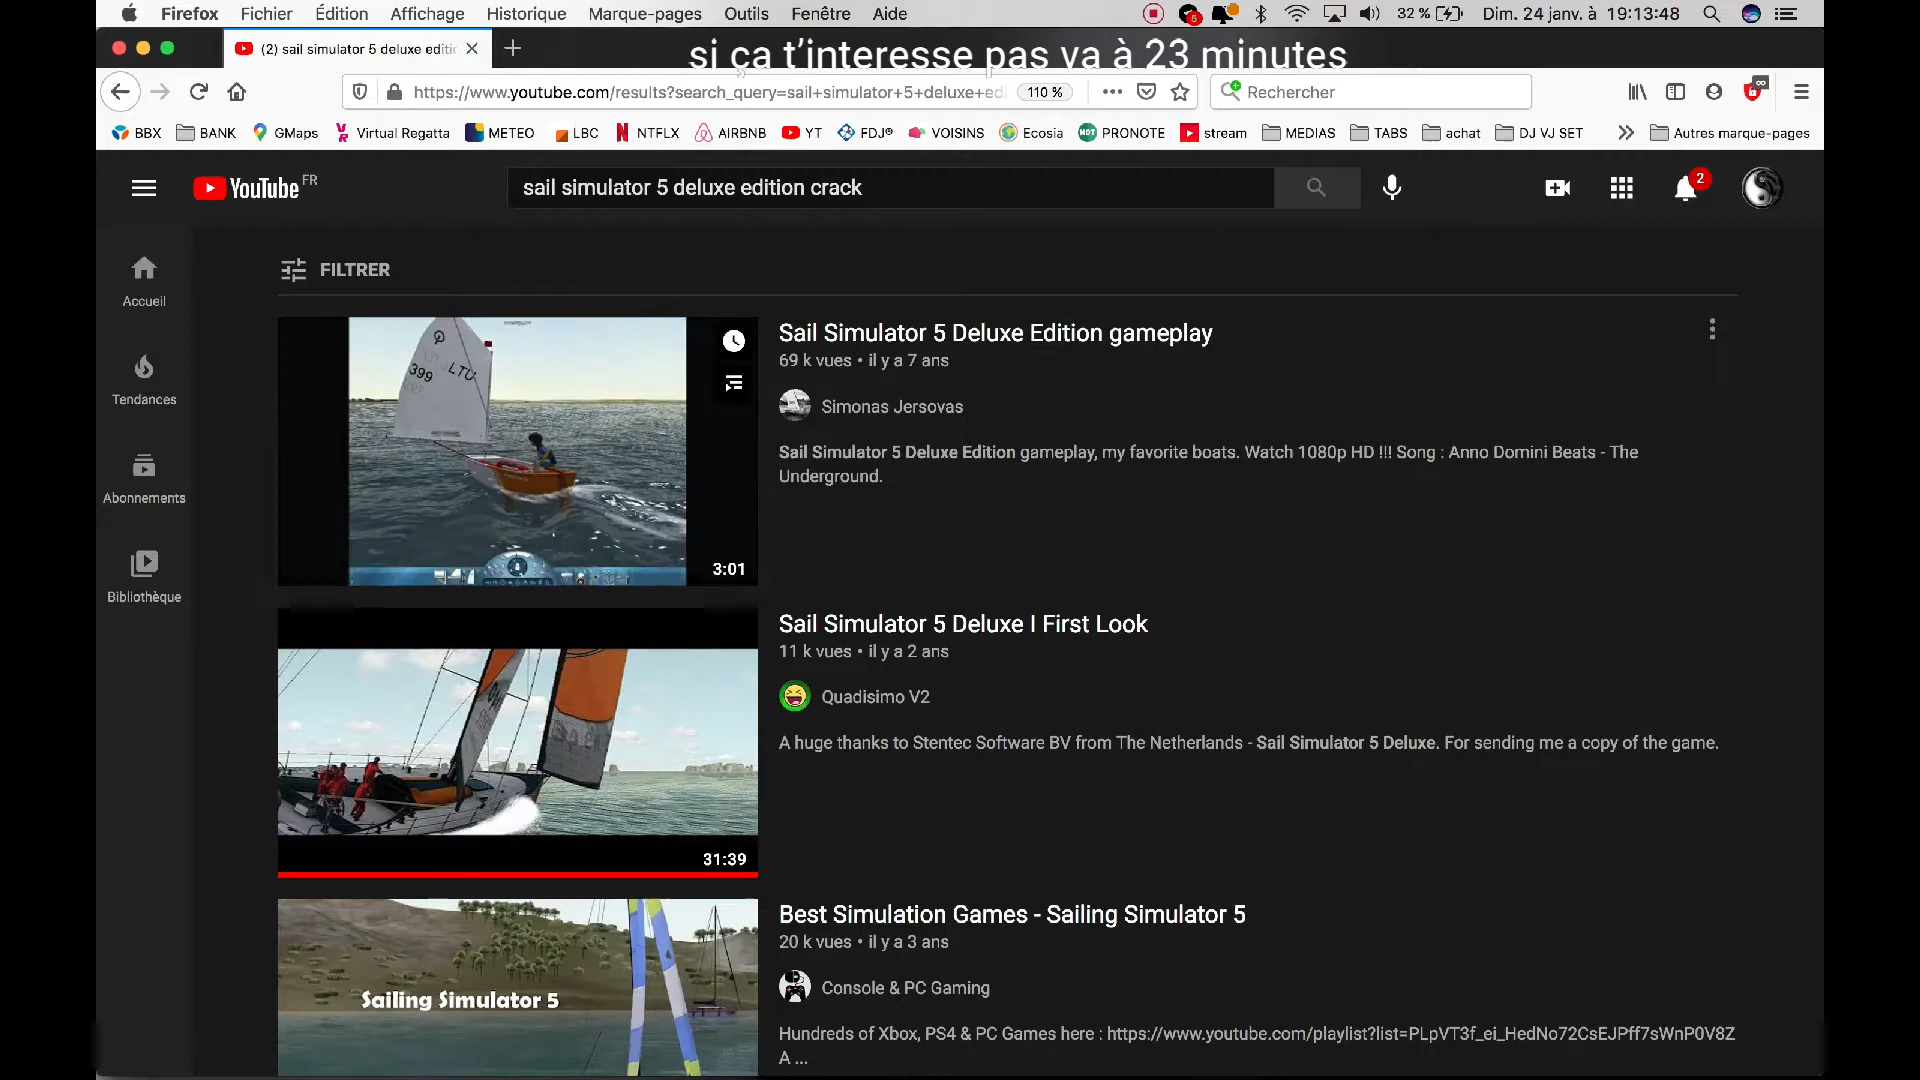 Firefox Fichier Édition Affichage Historique Marque-pages Outils Fenêtre Aide 6 32 % Dim. 24 janv. à 19:13:48
(2) sail simulator 5 deluxe editic
si ça t'interesse pas va à 23 minutes
https://www.youtube.com/results?search_query=sail+simulator+5+deluxe+edi 110 % Rechercher
BBX BANK GMaps Virtual Regatta METEO LBC NTFLX AIRBNB YT FDJ® VOISINS Ecosia PRONOTE stream MEDIAS TABS achat DJ VJ SET Autres marque-pages
YouTube FR sail simulator 5 deluxe edition crack 2
FILTRER
Accueil
Tendances
Abonnements
Bibliothèque
399 LTU
3:01
Sail Simulator 5 Deluxe Edition gameplay
69 k vues • il y a 7 ans
Simonas Jersovas
Sail Simulator 5 Deluxe Edition gameplay, my favorite boats. Watch 1080p HD !!! Song : Anno Domini Beats - The
Underground.
31:39
Sail Simulator 5 Deluxe I First Look
11 k vues • il y a 2 ans
Quadisimo V2
A huge thanks to Stentec Software BV from The Netherlands - Sail Simulator 5 Deluxe. For sending me a copy of the game.
Sailing Simulator 5
Best Simulation Games - Sailing Simulator 5
20 k vues • il y a 3 ans
Console & PC Gaming
Hundreds of Xbox, PS4 & PC Games here : https://www.youtube.com/playlist?list=PLpVT3f_ei_HedNo72CsEJPff7sWnP0V8Z
A ...